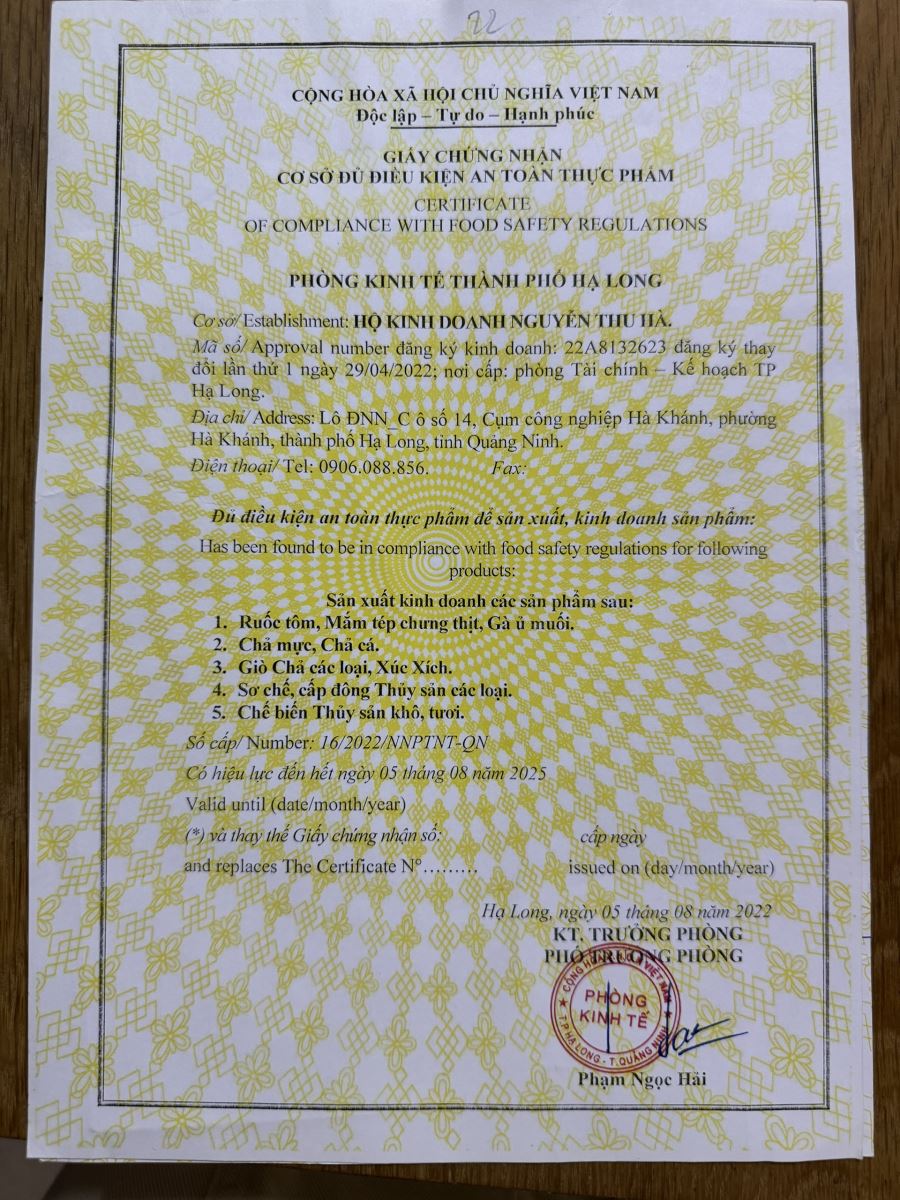 72
CỘNG HÒA XÃ HỘI CHỦ NGHĨA VIỆT NAM
Độc lập – Tự do – Hạnh phúc
GIẤY CHỨNG NHẬN
CƠ SỞ ĐỦ ĐIỀU KIỆN AN TOÀN THỰC PHẨM
CERTIFICATE
OF COMPLIANCE WITH FOOD SAFETY REGULATIONS
PHÒNG KINH TẾ THÀNH PHỐ HẠ LONG
Cơ sở/ Establishment: HỘ KINH DOANH NGUYỄN THU HÀ.
Mã số/ Approval number đăng ký kinh doanh: 22A8132623 đăng ký thay
đổi lần thứ 1 ngày 29/04/2022; nơi cấp: phòng Tài chính – Kế hoạch TP
Hạ Long.
Địa chỉ/ Address: Lô ĐNN_C ô số 14, Cụm công nghiệp Hà Khánh, phường
Hà Khánh, thành phố Hạ Long, tỉnh Quảng Ninh.
Điện thoại/ Tel: 0906.088.856. Fax:
Đủ điều kiện an toàn thực phẩm để sản xuất, kinh doanh sản phẩm:
Has been found to be in compliance with food safety regulations for following
products:
Sản xuất kinh doanh các sản phẩm sau:
1. Ruốc tôm, Mắm tép chưng thịt, Gà ủ muối.
2. Chả mực, Chả cá.
3. Giò Chả các loại, Xúc Xích.
4. Sơ chế, cấp đông Thủy sản các loại.
5. Chế biến Thủy sản khô, tươi.
Số cấp/ Number: 16/2022/NNPTNT-QN
Có hiệu lực đến hết ngày 05 tháng 08 năm 2025
Valid until (date/month/year)
(*) và thay thế Giấy chứng nhận số: cấp ngày
and replaces The Certificate N°……… issued on (day/month/year)
Hạ Long, ngày 05 tháng 08 năm 2022
KT. TRƯỞNG PHÒNG
PHÓ TRƯỞNG PHÒNG
PHÒNG
KINH TẾ
T.P HẠ LONG - T. QUẢNG NINH
Phạm Ngọc Hải